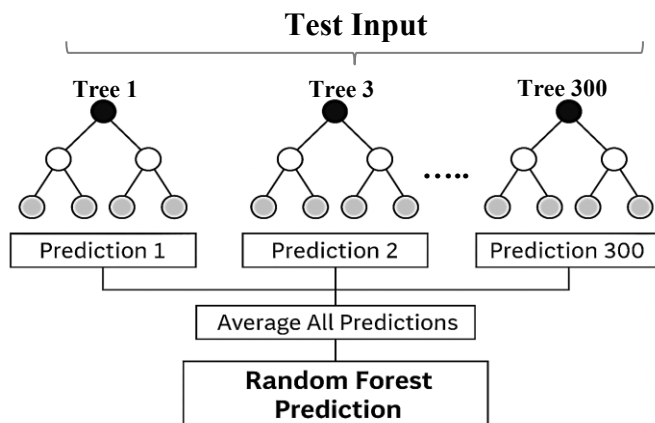 Test Input
Tree 1 Tree 3 Tree 300
.....
Prediction 1 Prediction 2 Prediction 300
Average All Predictions
Random Forest
Prediction